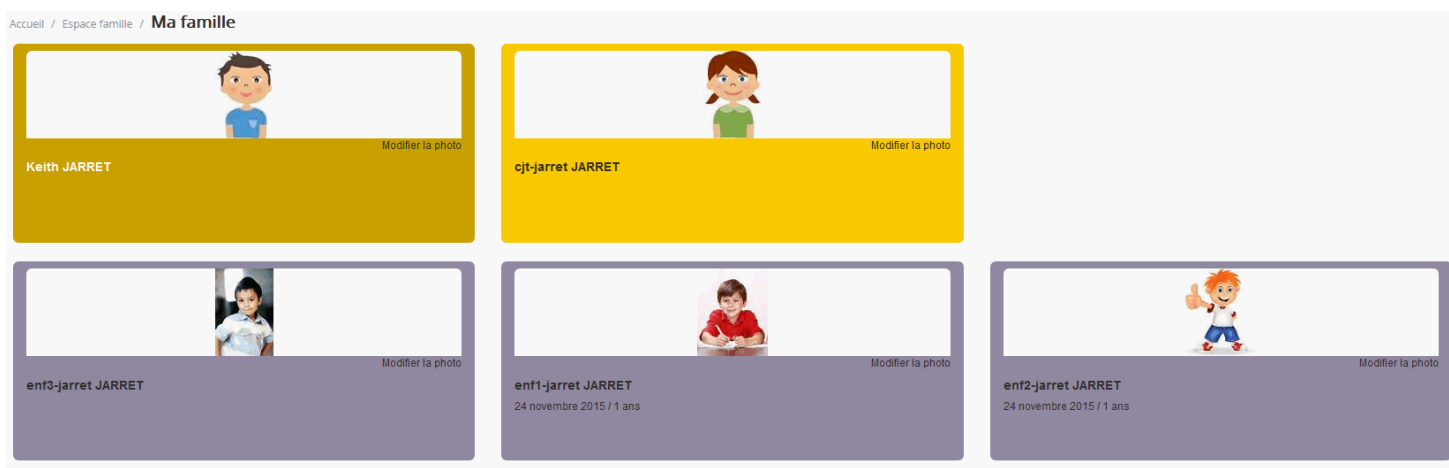 Accueil / Espace famille / Ma famille
Modifier la photo
Keith JARRET
Modifier la photo
cjt-jarret JARRET
Modifier la photo
enf3-jarret JARRET
Modifier la photo
enf1-jarret JARRET
24 novembre 2015 / 1 ans
Modifier la photo
enf2-jarret JARRET
24 novembre 2015 / 1 ans